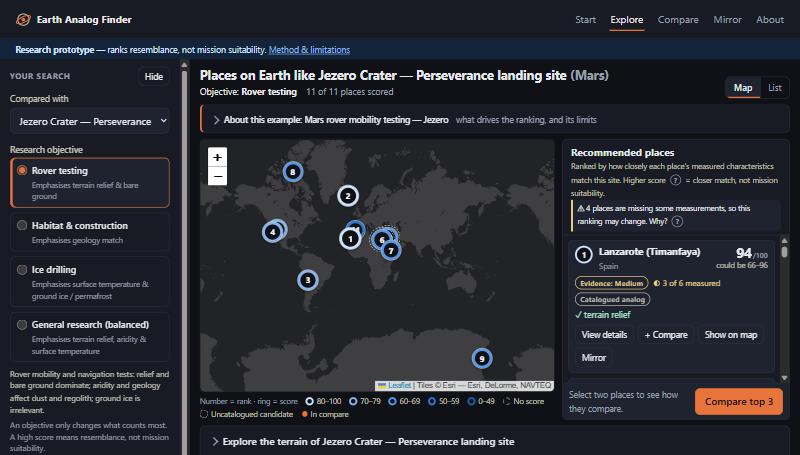 Earth Analog Finder
Start Explore Compare Mirror About
Research prototype — ranks resemblance, not mission suitability. Method & limitations
YOUR SEARCH
Hide
Compared with
Jezero Crater — Perseverance
Research objective
Rover testing
Emphasises terrain relief & bare
ground
Habitat & construction
Emphasises geology match
Ice drilling
Emphasises surface temperature &
ground ice / permafrost
General research (balanced)
Emphasises terrain relief, aridity &
surface temperature
Rover mobility and navigation tests: relief and
bare ground dominate; aridity and geology
affect dust and regolith; ground ice is
irrelevant.
An objective only changes what counts most.
A high score means resemblance, not mission
suitability.
Places on Earth like Jezero Crater — Perseverance landing site (Mars)
Objective: Rover testing 11 of 11 places scored
Map List
About this example: Mars rover mobility testing — Jezero what drives the ranking, and its limits
+
−
8
2
4
1
6
7
3
9
Leaflet | Tiles © Esri — Esri, DeLorme, NAVTEQ
Number = rank · ring = score 80–100 70–79 60–69 50–59 0–49 No score
Uncatalogued candidate In compare
Recommended places
Ranked by how closely each place's measured characteristics
match this site. Higher score ? = closer match, not mission
suitability.
⚠ 4 places are missing some measurements, so this
ranking may change. Why? ?
1 Lanzarote (Timanfaya) 94 /100
Spain could be 66–96
Evidence: Medium 3 of 6 measured
Catalogued analog
✓ terrain relief
View details + Compare Show on map
Mirror
Select two places to see how
they compare.
Compare top 3
Explore the terrain of Jezero Crater — Perseverance landing site